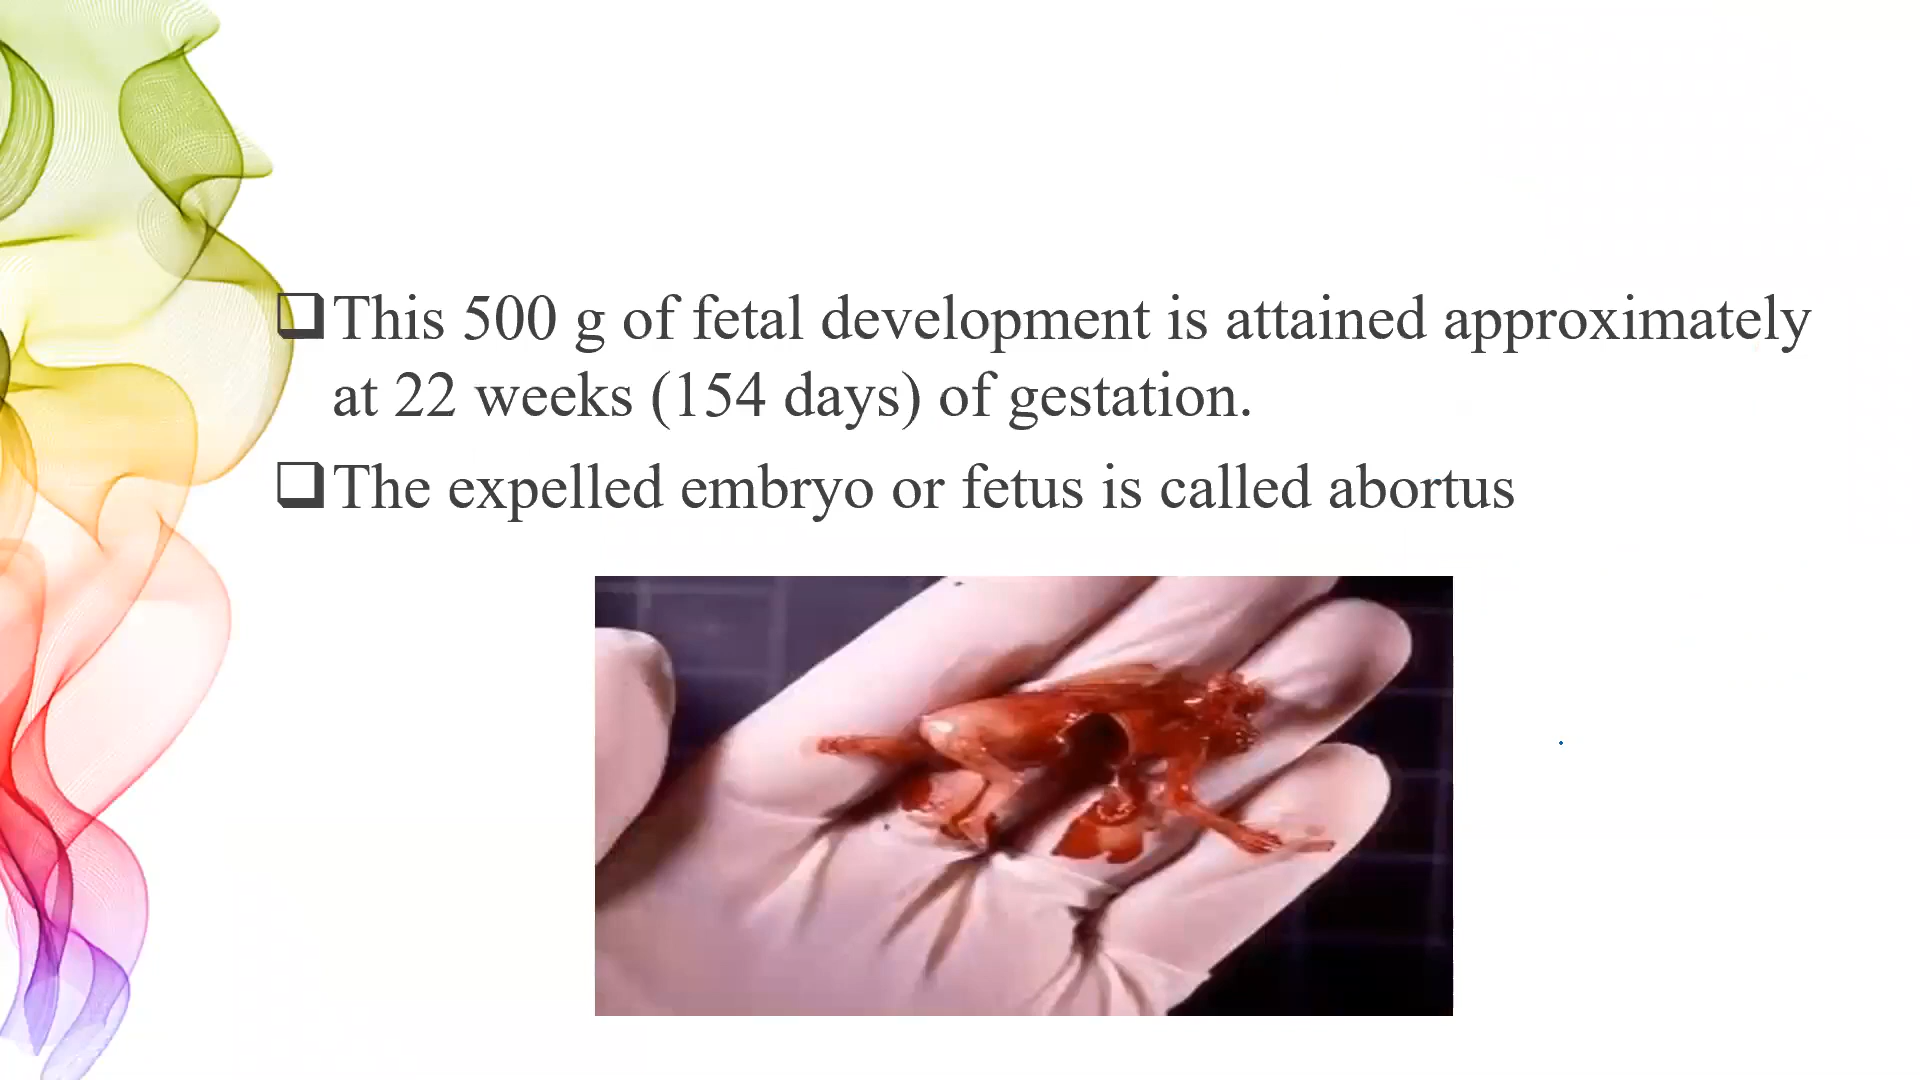 This 500 g of fetal development is attained approximately
at 22 weeks (154 days) of gestation.
The expelled embryo or fetus is called abortus